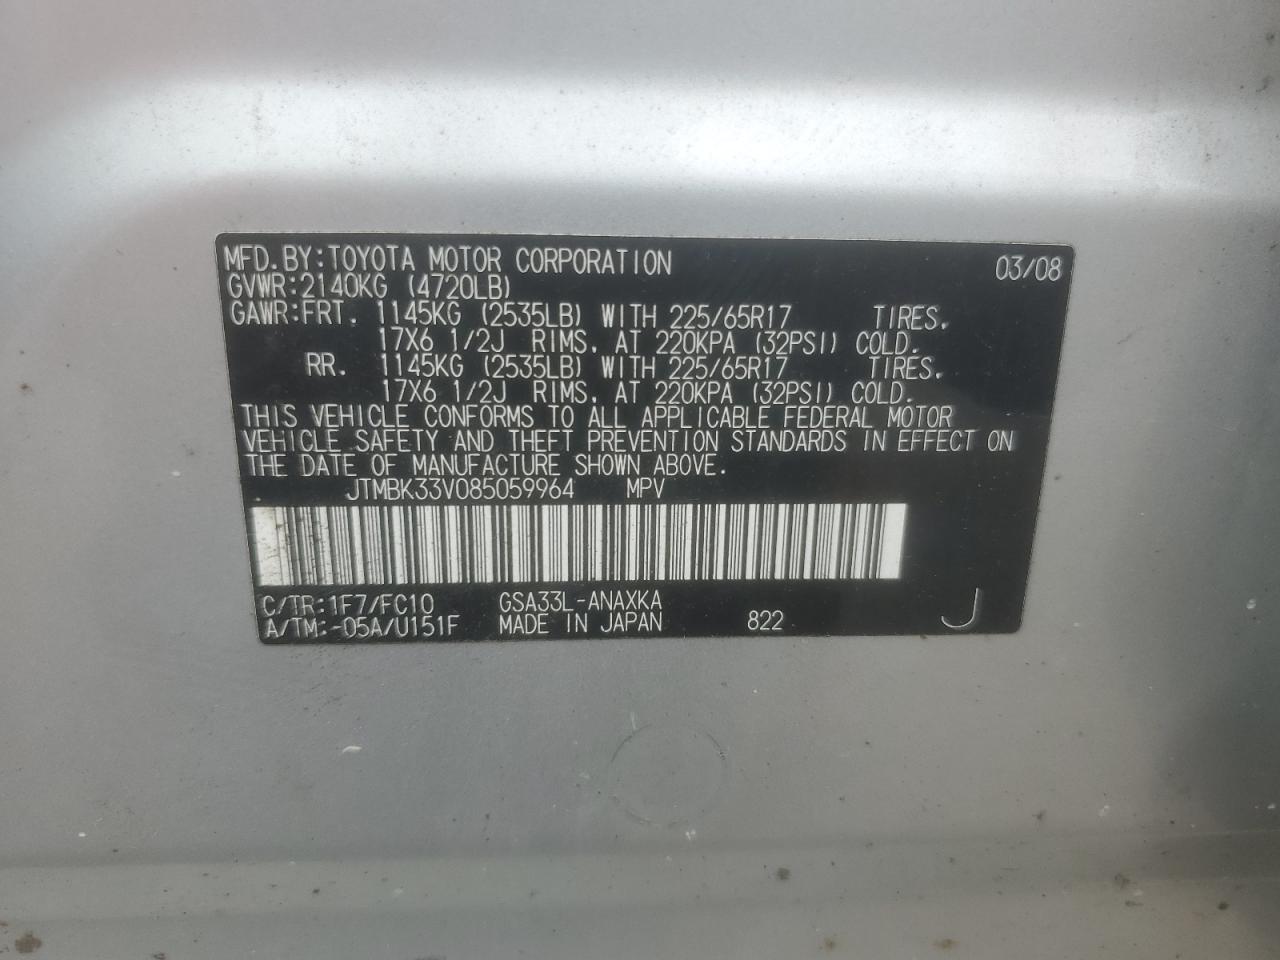 MFD.BY:TOYOTA MOTOR CORPORATION 03/08
GVWR:2140KG (4720LB)
GAWR:FRT. 1145KG (2535LB) WITH 225/65R17 TIRES.
17X6 1/2J RIMS. AT 220KPA (32PSI) COLD.
RR. 1145KG (2535LB) WITH 225/65R17 TIRES.
17X6 1/2J RIMS. AT 220KPA (32PSI) COLD.
THIS VEHICLE CONFORMS TO ALL APPLICABLE FEDERAL MOTOR
VEHICLE SAFETY AND THEFT PREVENTION STANDARDS IN EFFECT ON
THE DATE OF MANUFACTURE SHOWN ABOVE.
JTMBK33V085059964 MPV
C/TR:1F7/FC10 GSA33L-ANAXKA
A/TM:-05A/U151F MADE IN JAPAN 822 J